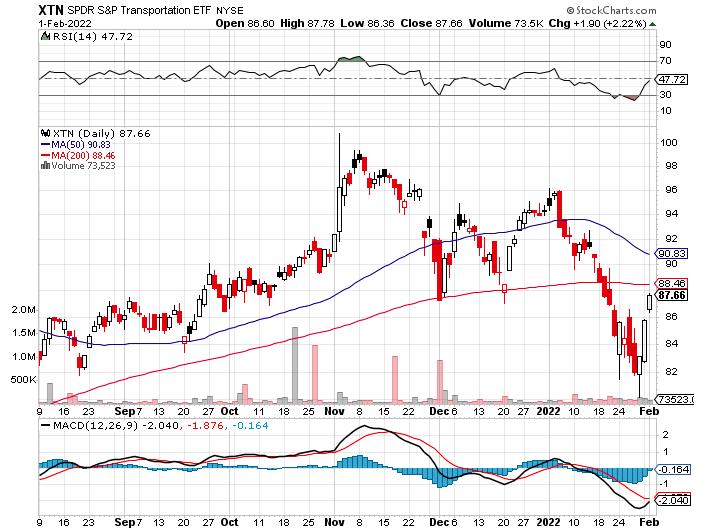 XTN SPDR S&P Transportation ETF NYSE © StockCharts.com
1-Feb-2022 Open 86.60 High 87.78 Low 86.36 Close 87.66 Volume 73.5K Chg +1.90 (+2.22%)
RSI(14) 47.72
90
70
47.72
30
10
XTN (Daily) 87.66
MA(50) 90.83
MA(200) 88.46
Volume 73,523
100
98
96
94
92
90.83
90
88.46
87.66
86
84
82
2.0M
1.5M
1.0M
500K
73523.0
9 16 23 Sep 7 13 20 27 Oct 11 18 25 Nov 8 15 22 Dec 6 13 20 27 2022 10 18 24 Feb
MACD(12,26,9) -2.040, -1.876, -0.164
2
1
-0.164
-1
-2.040
9 16 23 Sep 7 13 20 27 Oct 11 18 25 Nov 8 15 22 Dec 6 13 20 27 2022 10 18 24 Feb